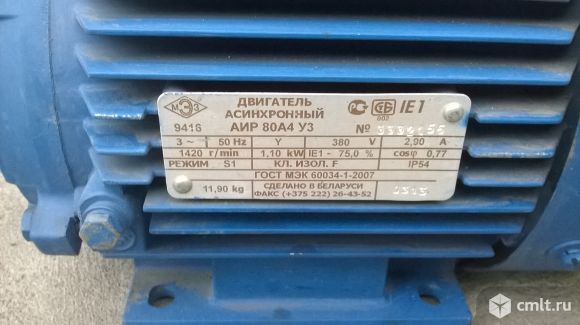 МЭЗ
ДВИГАТЕЛЬ
АСИНХРОННЫЙ
АИР 80А4 У3
9416
002
IE1
№
3 ~ 50 Hz Y 380 V 2,90 A
1420 r/min 1,10 kW IE1 - 75,0 % cosφ 0,77
РЕЖИМ S1 КЛ. ИЗОЛ. F IP54
ГОСТ МЭК 60034-1-2007
11,90 kg
СДЕЛАНО В БЕЛАРУСИ
ФАКС (+375 222) 26-43-52
cmlt.ru